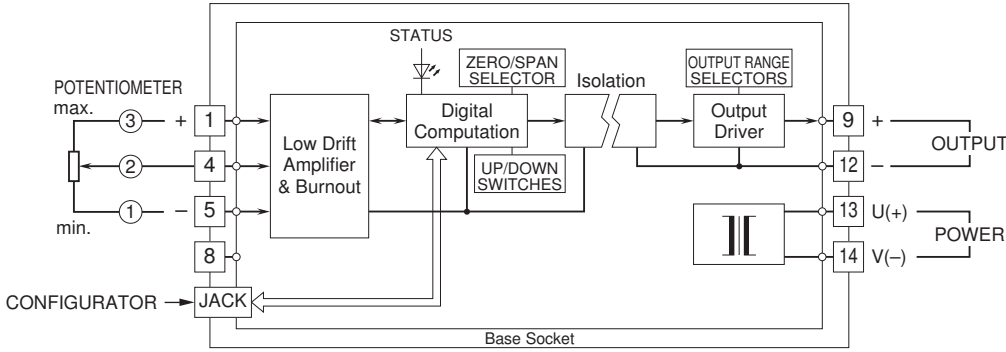 STATUS
ZERO/SPAN
SELECTOR
Isolation
OUTPUT RANGE
SELECTORS
POTENTIOMETER
max.
3
+
1
Low Drift
Amplifier
& Burnout
Digital
Computation
Output
Driver
9
+
2
4
UP/DOWN
SWITCHES
12
–
OUTPUT
min.
1
–
5
13
U(+)
8
14
V(–)
POWER
CONFIGURATOR
JACK
Base Socket